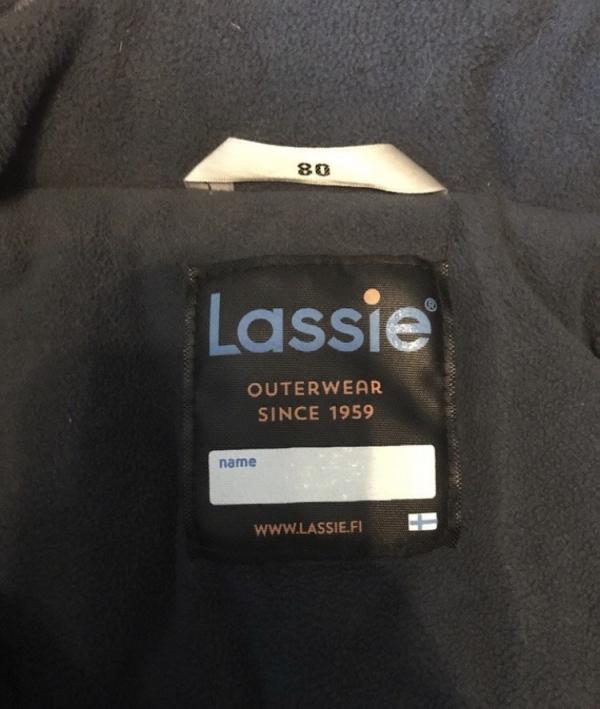 80
Lassie®
OUTERWEAR
SINCE 1959
name
WWW.LASSIE.FI